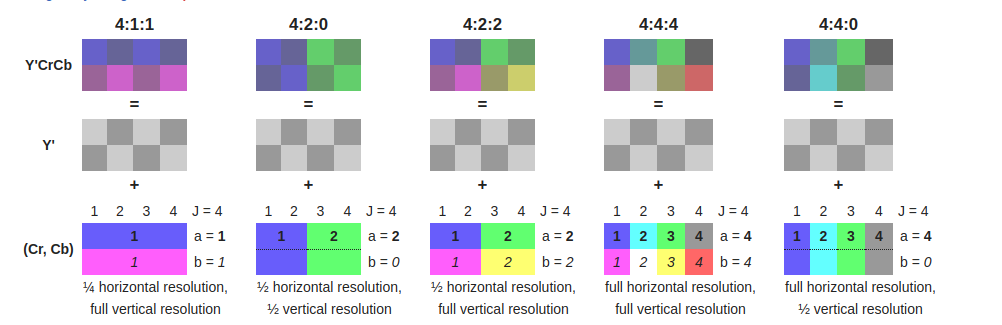 4:1:1 4:2:0 4:2:2 4:4:4 4:4:0
Y'CrCb
= = = = =
Y'
+ + + + +
1 2 3 4 J = 4 1 2 3 4 J = 4 1 2 3 4 J = 4 1 2 3 4 J = 4 1 2 3 4 J = 4
(Cr, Cb)
1 a = 1 1 2 a = 2 1 2 a = 2 1 2 3 4 a = 4 1 2 3 4 a = 4
1 b = 1 b = 0 1 2 b = 2 1 2 3 4 b = 4 b = 0
¼ horizontal resolution, ½ horizontal resolution, ½ horizontal resolution, full horizontal resolution, full horizontal resolution,
full vertical resolution ½ vertical resolution full vertical resolution full vertical resolution ½ vertical resolution